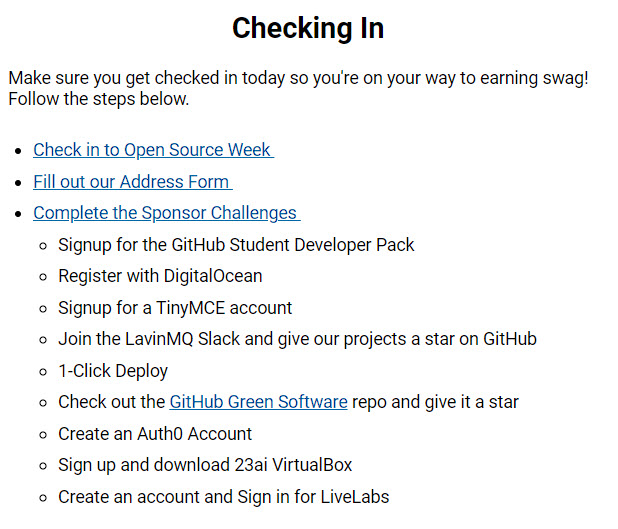 Checking In
Make sure you get checked in today so you're on your way to earning swag!
Follow the steps below.
Check in to Open Source Week
Fill out our Address Form
Complete the Sponsor Challenges
Signup for the GitHub Student Developer Pack
Register with DigitalOcean
Signup for a TinyMCE account
Join the LavinMQ Slack and give our projects a star on GitHub
1-Click Deploy
Check out the GitHub Green Software repo and give it a star
Create an Auth0 Account
Sign up and download 23ai VirtualBox
Create an account and Sign in for LiveLabs